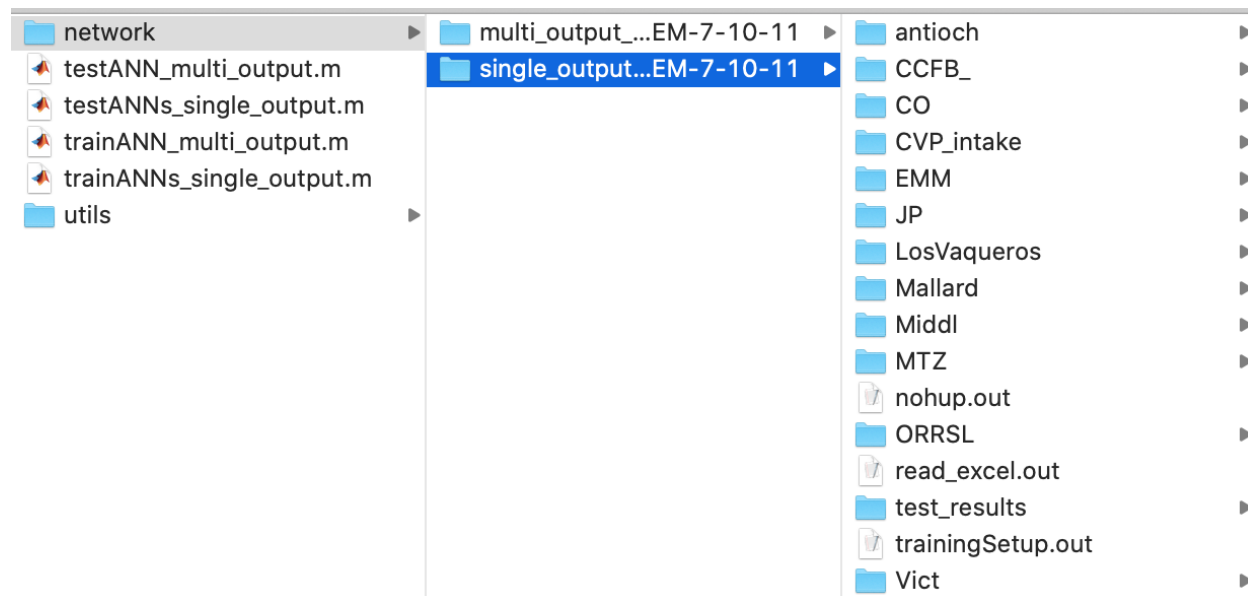 network
testANN_multi_output.m
testANNs_single_output.m
trainANN_multi_output.m
trainANNs_single_output.m
utils
multi_output_...EM-7-10-11
single_output...EM-7-10-11
antioch
CCFB_
CO
CVP_intake
EMM
JP
LosVaqueros
Mallard
Middl
MTZ
nohup.out
ORRSL
read_excel.out
test_results
trainingSetup.out
Vict